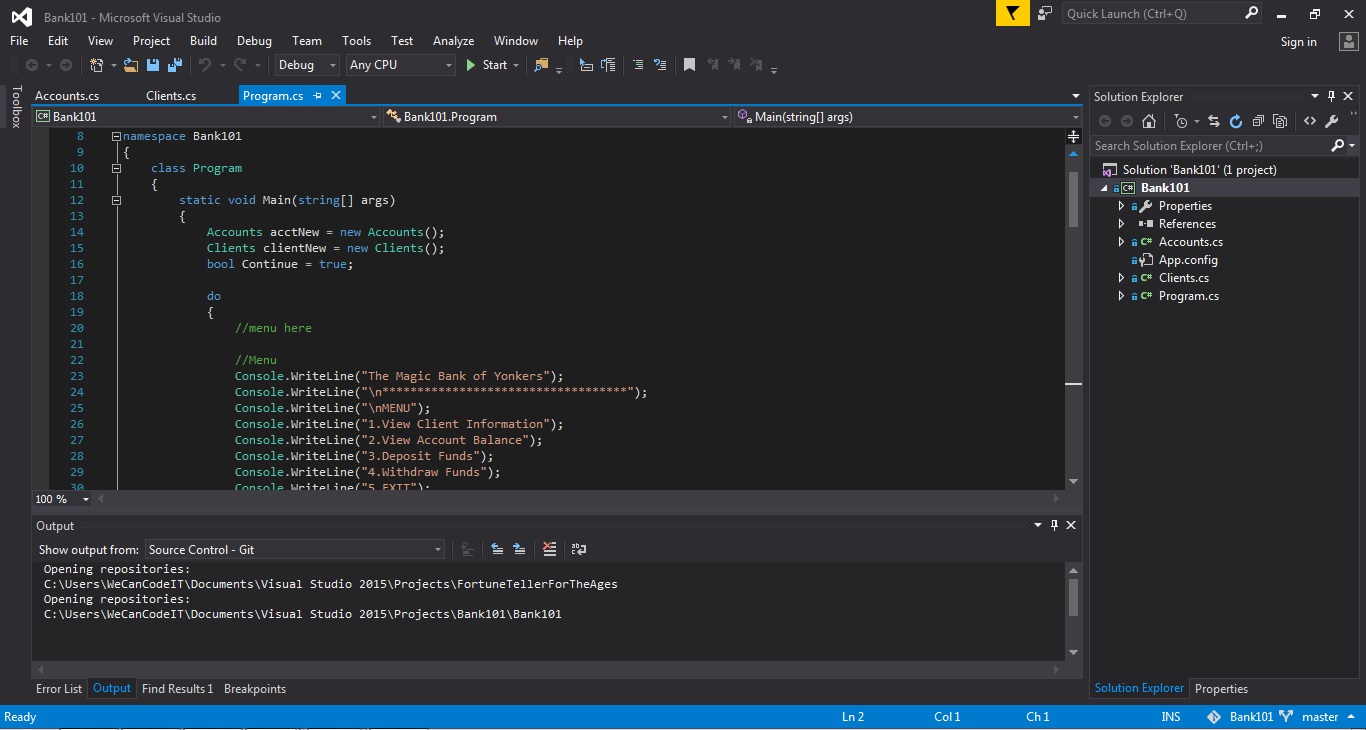 Bank101 - Microsoft Visual Studio
Quick Launch (Ctrl+Q)
File Edit View Project Build Debug Team Tools Test Analyze Window Help
Sign in
Debug Any CPU Start
Toolbox
Accounts.cs Clients.cs Program.cs
C# Bank101 Bank101.Program Main(string[] args)
8 namespace Bank101
9 {
10 class Program
11 {
12 static void Main(string[] args)
13 {
14 Accounts acctNew = new Accounts();
15 Clients clientNew = new Clients();
16 bool Continue = true;
17
18 do
19 {
20 //menu here
21
22 //Menu
23 Console.WriteLine("The Magic Bank of Yonkers");
24 Console.WriteLine("\n***********************************");
25 Console.WriteLine("\nMENU");
26 Console.WriteLine("1.View Client Information");
27 Console.WriteLine("2.View Account Balance");
28 Console.WriteLine("3.Deposit Funds");
29 Console.WriteLine("4.Withdraw Funds");
30 Console.WriteLine("5.EXIT");
100 %
Output
Show output from: Source Control - Git
Opening repositories:
C:\Users\WeCanCodeIT\Documents\Visual Studio 2015\Projects\FortuneTellerForTheAges
Opening repositories:
C:\Users\WeCanCodeIT\Documents\Visual Studio 2015\Projects\Bank101\Bank101
Error List Output Find Results 1 Breakpoints
Solution Explorer
Search Solution Explorer (Ctrl+;)
Solution 'Bank101' (1 project)
C# Bank101
Properties
References
C# Accounts.cs
App.config
C# Clients.cs
C# Program.cs
Solution Explorer Properties
Ready Ln 2 Col 1 Ch 1 INS Bank101 master